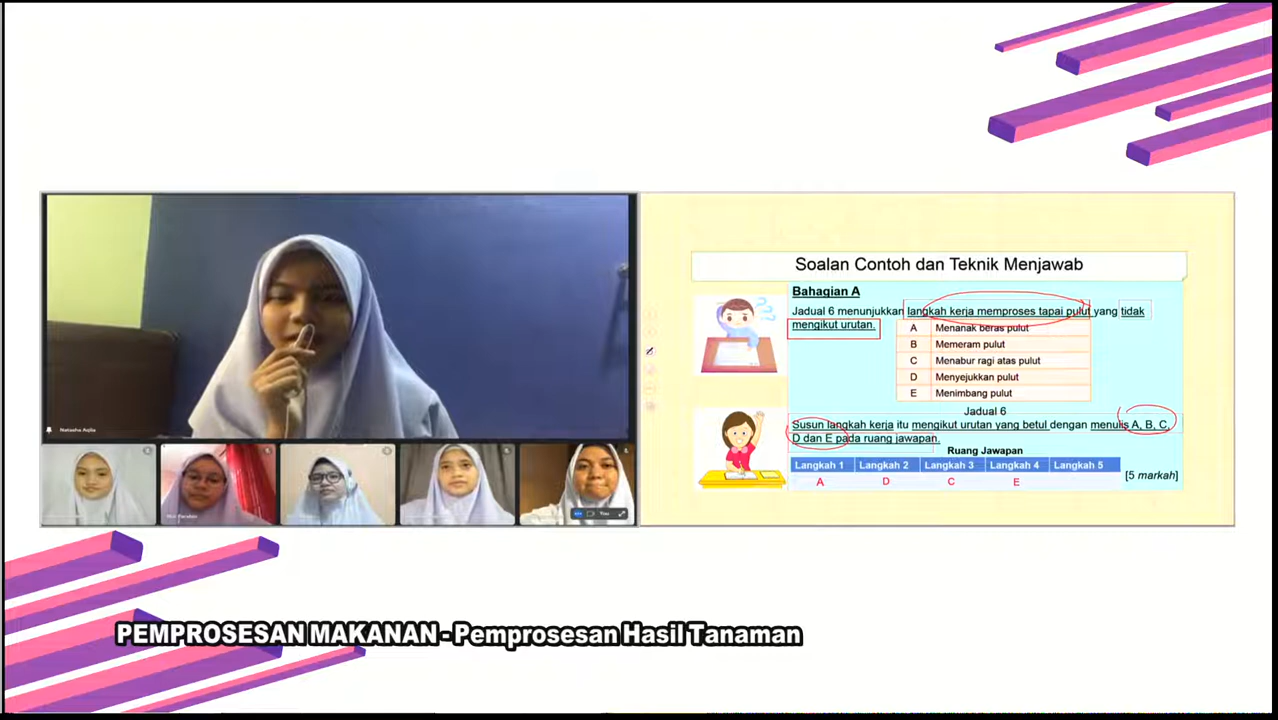 Soalan Contoh dan Teknik Menjawab
Bahagian A
Jadual 6 menunjukkan langkah kerja memproses tapai pulut yang tidak
mengikut urutan.
A Menanak beras pulut
B Memeram pulut
C Menabur ragi atas pulut
D Menyejukkan pulut
E Menimbang pulut
Jadual 6
Susun langkah kerja itu mengikut urutan yang betul dengan menulis A, B, C,
D dan E pada ruang jawapan.
Ruang Jawapan
Langkah 1 Langkah 2 Langkah 3 Langkah 4 Langkah 5
A D C E
[5 markah]
Natasha Aqila
You
PEMPROSESAN MAKANAN - Pemprosesan Hasil Tanaman